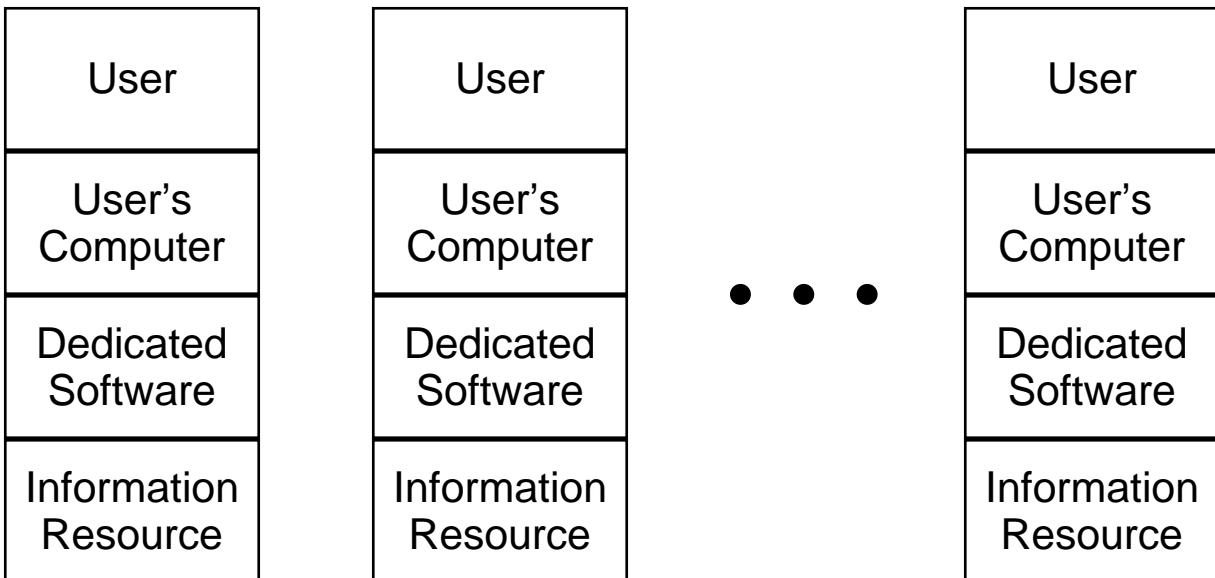 User
User's
Computer
Dedicated
Software
Information
Resource
User
User's
Computer
Dedicated
Software
Information
Resource
User
User's
Computer
Dedicated
Software
Information
Resource